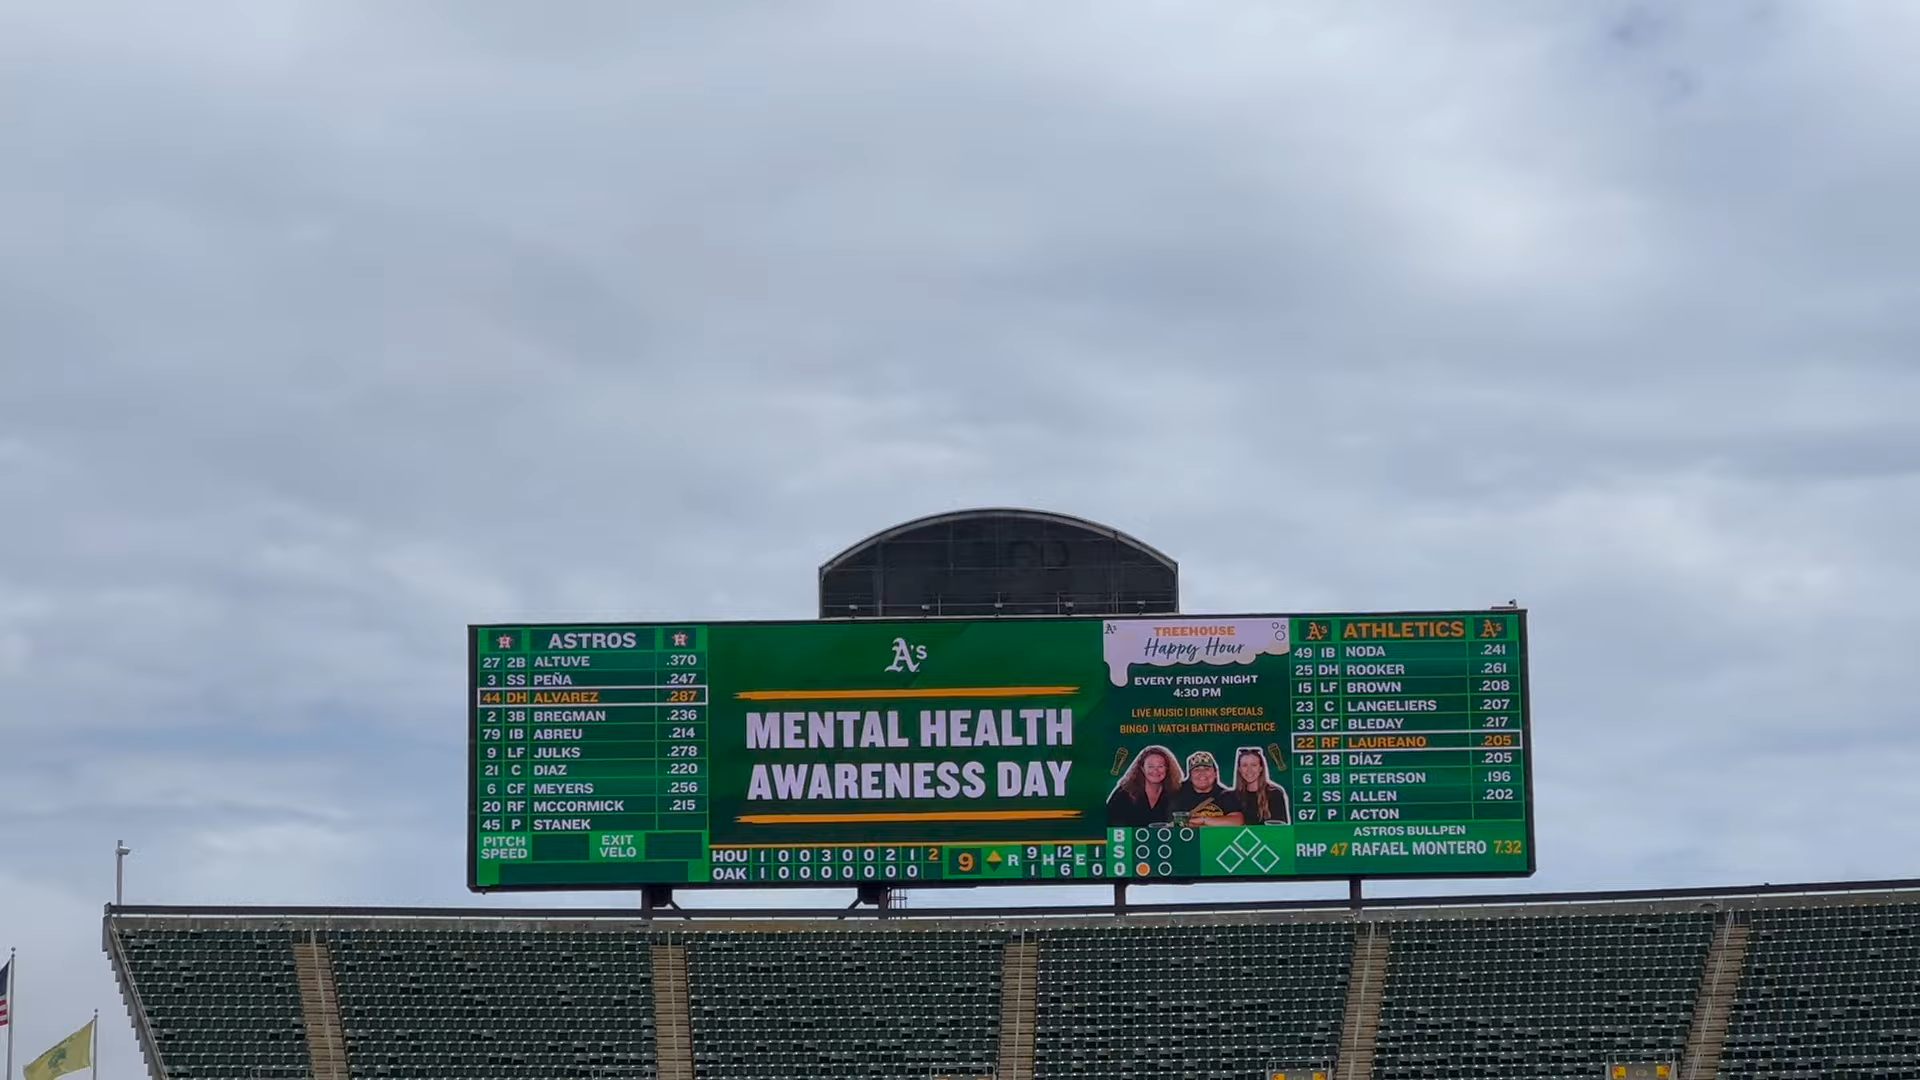 ASTROS
27 2B ALTUVE .370
3 SS PEÑA .247
44 DH ALVAREZ .287
2 3B BREGMAN .236
79 1B ABREU .214
9 LF JULKS .278
21 C DIAZ .220
6 CF MEYERS .256
20 RF MCCORMICK .215
45 P STANEK
PITCH SPEED
EXIT VELO
A's
MENTAL HEALTH
AWARENESS DAY
HOU 1 0 0 3 0 0 2 1 2 9 R 9 H 12 E 1
OAK 1 0 0 0 0 0 0 0 1 6 0
A's
TREEHOUSE
Happy Hour
EVERY FRIDAY NIGHT
4:30 PM
LIVE MUSIC | DRINK SPECIALS
BINGO | WATCH BATTING PRACTICE
B
S
O
A's ATHLETICS A's
49 1B NODA .241
25 DH ROOKER .261
15 LF BROWN .208
23 C LANGELIERS .207
33 CF BLEDAY .217
22 RF LAUREANO .205
12 2B DÍAZ .205
6 3B PETERSON .196
2 SS ALLEN .202
67 P ACTON
ASTROS BULLPEN
RHP 47 RAFAEL MONTERO 7.32